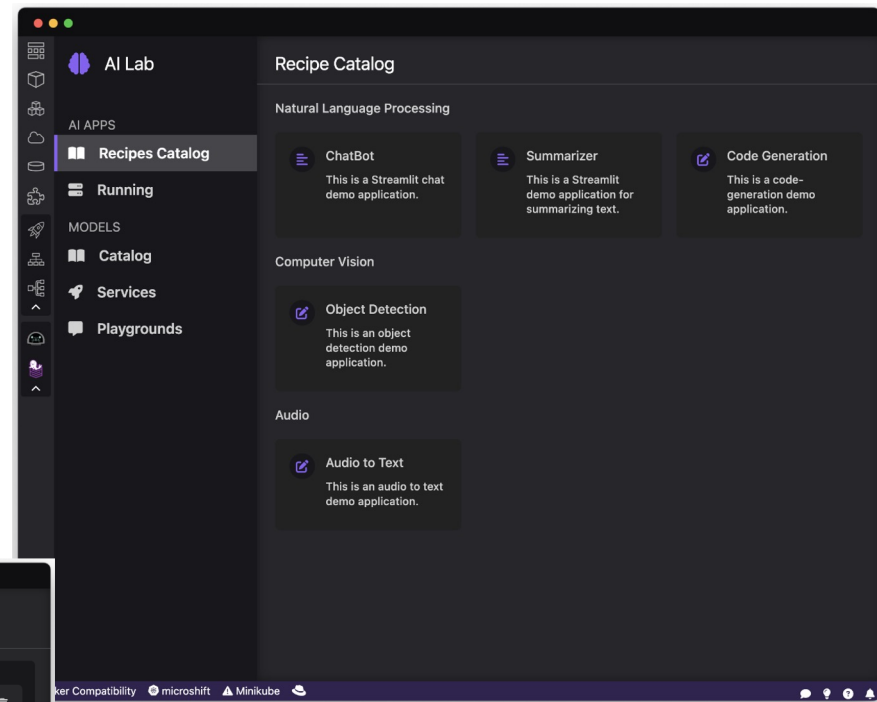 AI Lab
AI APPS
Recipes Catalog
Running
MODELS
Catalog
Services
Playgrounds
Recipe Catalog
Natural Language Processing
ChatBot
This is a Streamlit chat
demo application.
Summarizer
This is a Streamlit
demo application for
summarizing text.
Code Generation
This is a code-
generation demo
application.
Computer Vision
Object Detection
This is an object
detection demo
application.
Audio
Audio to Text
This is an audio to text
demo application.
ker Compatibility microshift Minikube